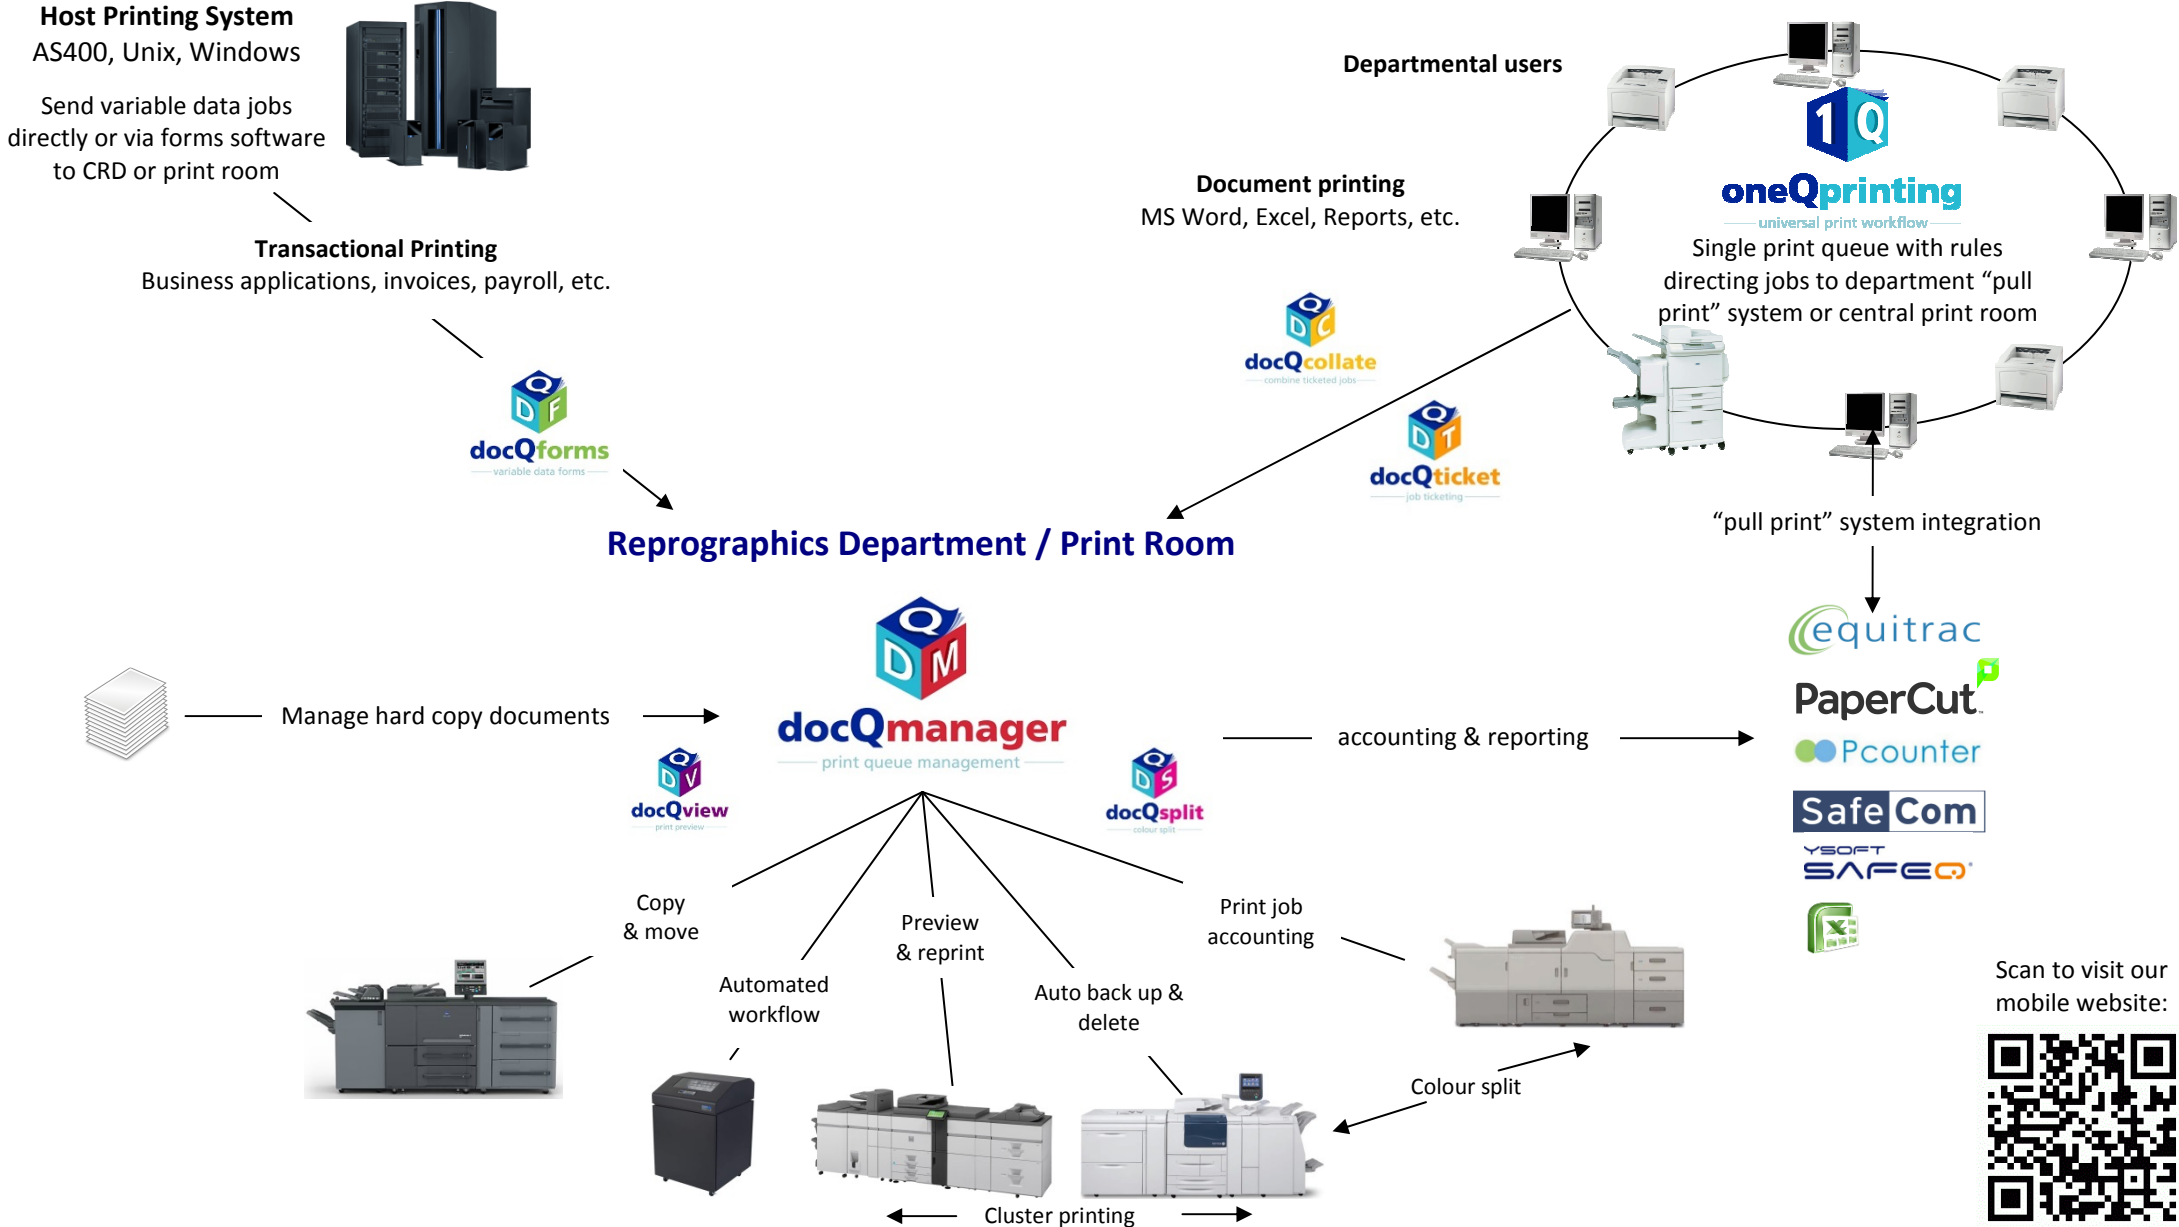 Host Printing System
AS400, Unix, Windows
Send variable data jobs
directly or via forms software
to CRD or print room
Transactional Printing
Business applications, invoices, payroll, etc.
Q
D F
docQforms
variable data forms
Departmental users
Document printing
MS Word, Excel, Reports, etc.
1Q
oneQprinting
universal print workflow
Single print queue with rules
directing jobs to department “pull
print” system or central print room
Q
D C
docQcollate
combine ticketed jobs
Q
D T
docQticket
job ticketing
“pull print” system integration
Reprographics Department / Print Room
Q
D M
docQmanager
print queue management
Manage hard copy documents
Q
D V
docQview
print preview
Q
D S
docQsplit
colour split
accounting & reporting
equitrac
PaperCut
Pcounter
SafeCom
YSOFT
SAFEQ
X
Copy
& move
Automated
workflow
Preview
& reprint
Auto back up &
delete
Print job
accounting
Colour split
Cluster printing
Scan to visit our
mobile website: